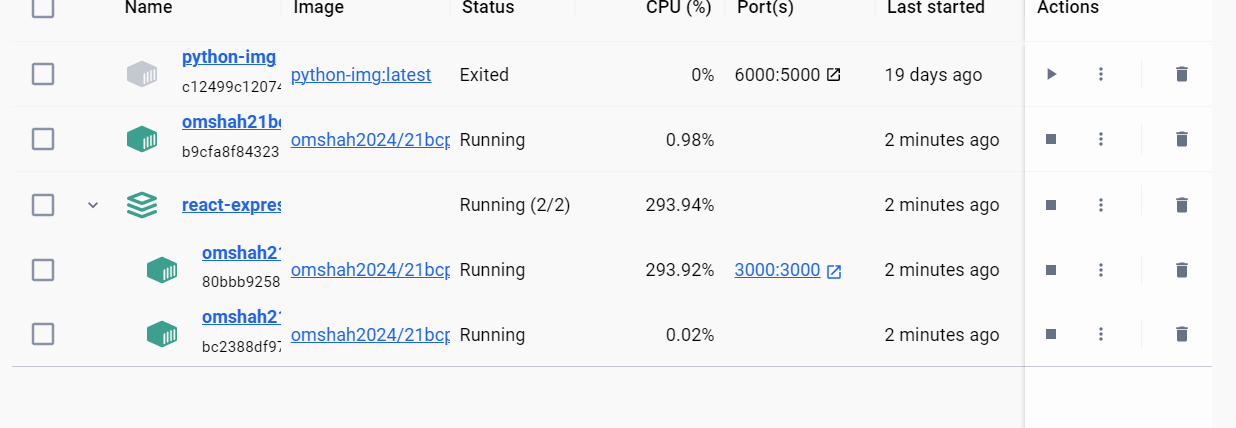 Name Image Status CPU (%) Port(s) Last started Actions
python-img
c12499c12074
python-img:latest Exited 0% 6000:5000 19 days ago
omshah21b
b9cfa8f84323
omshah2024/21bcp Running 0.98% 2 minutes ago
react-expres Running (2/2) 293.94% 2 minutes ago
omshah2
80bbb9258
omshah2024/21bcp Running 293.92% 3000:3000 2 minutes ago
omshah2
bc2388df97
omshah2024/21bcp Running 0.02% 2 minutes ago